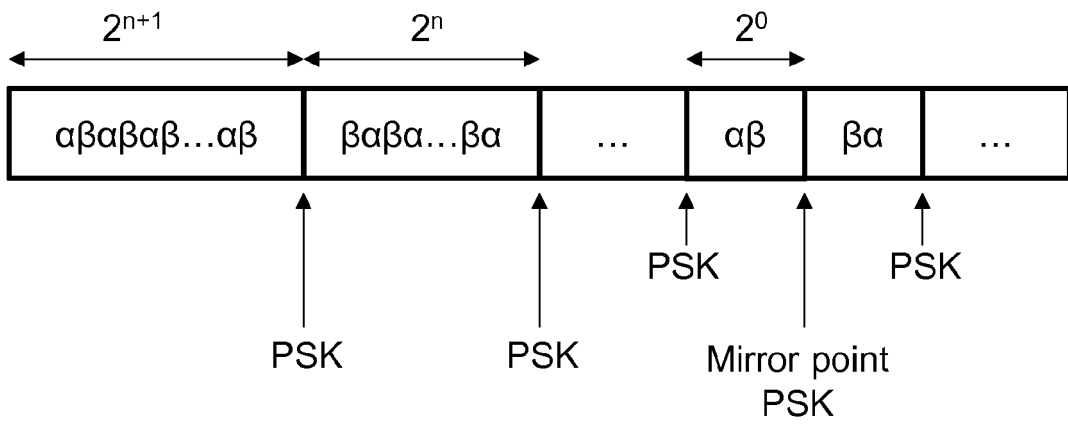 2ⁿ⁺¹
2ⁿ
2⁰
αβαβαβ...αβ
βαβα...βα
...
αβ
βα
...
PSK
PSK
PSK
PSK
Mirror point
PSK